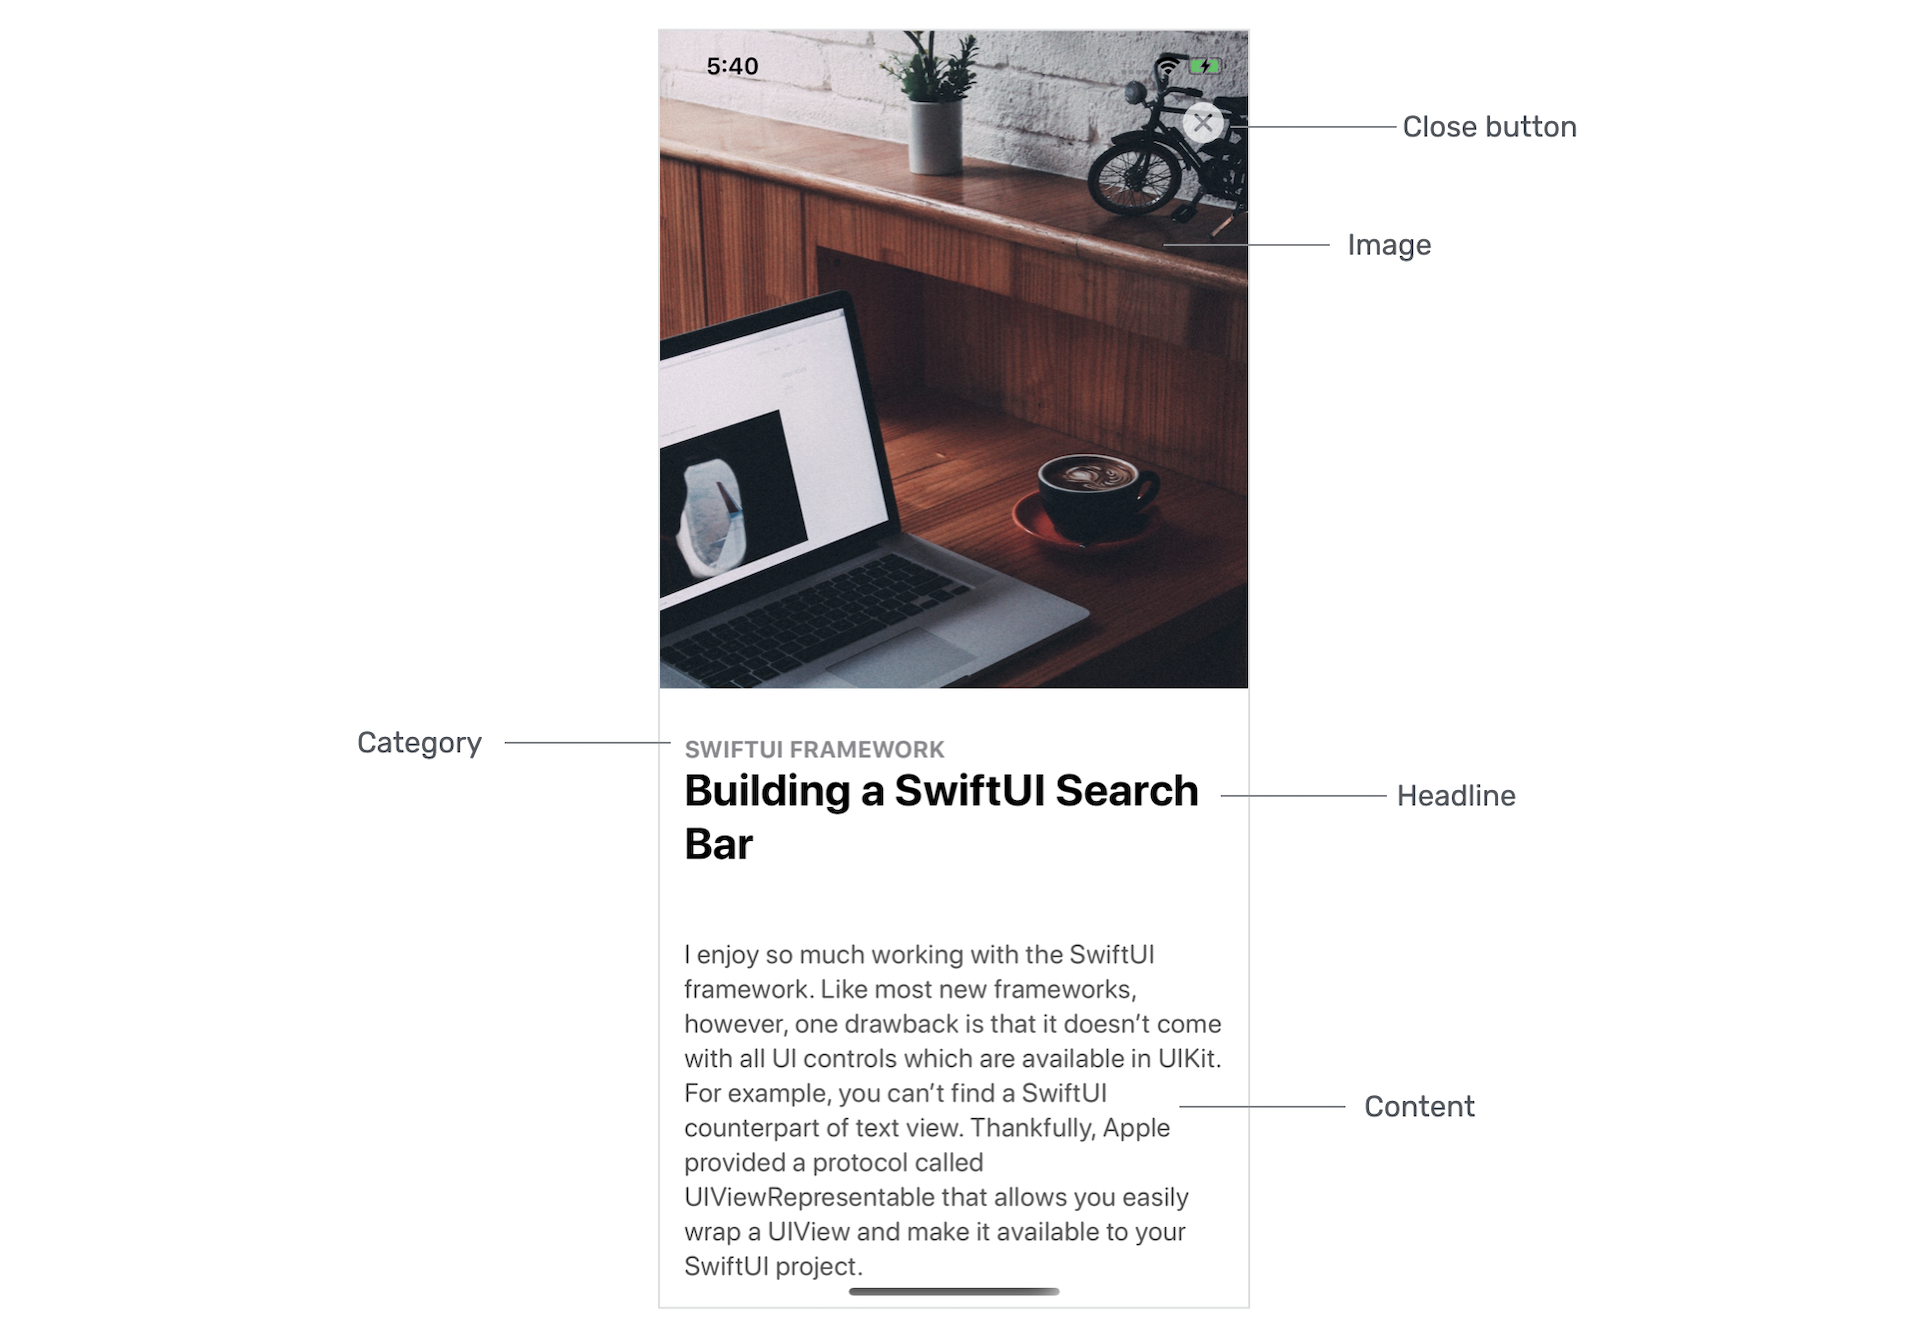 5:40
Close button
Image
Category
SWIFTUI FRAMEWORK
Building a SwiftUI Search
Bar
Headline
I enjoy so much working with the SwiftUI
framework. Like most new frameworks,
however, one drawback is that it doesn’t come
with all UI controls which are available in UIKit.
For example, you can’t find a SwiftUI
counterpart of text view. Thankfully, Apple
provided a protocol called
UIViewRepresentable that allows you easily
wrap a UIView and make it available to your
SwiftUI project.
Content